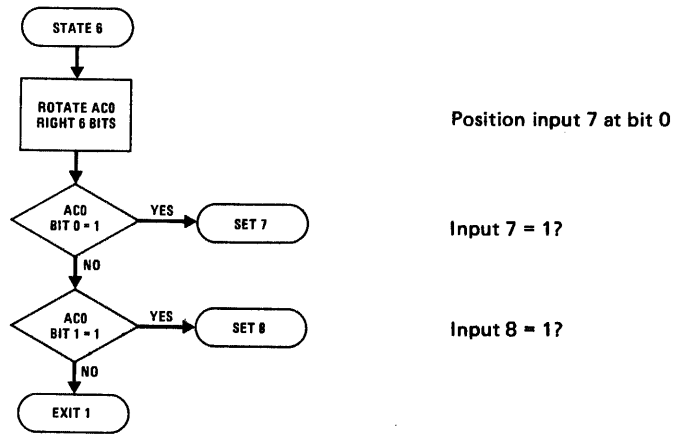 STATE 6
ROTATE AC0
RIGHT 6 BITS
Position input 7 at bit 0
AC0
BIT 0 = 1
YES
SET 7
Input 7 = 1?
NO
AC0
BIT 1 = 1
YES
SET 8
Input 8 = 1?
NO
EXIT 1